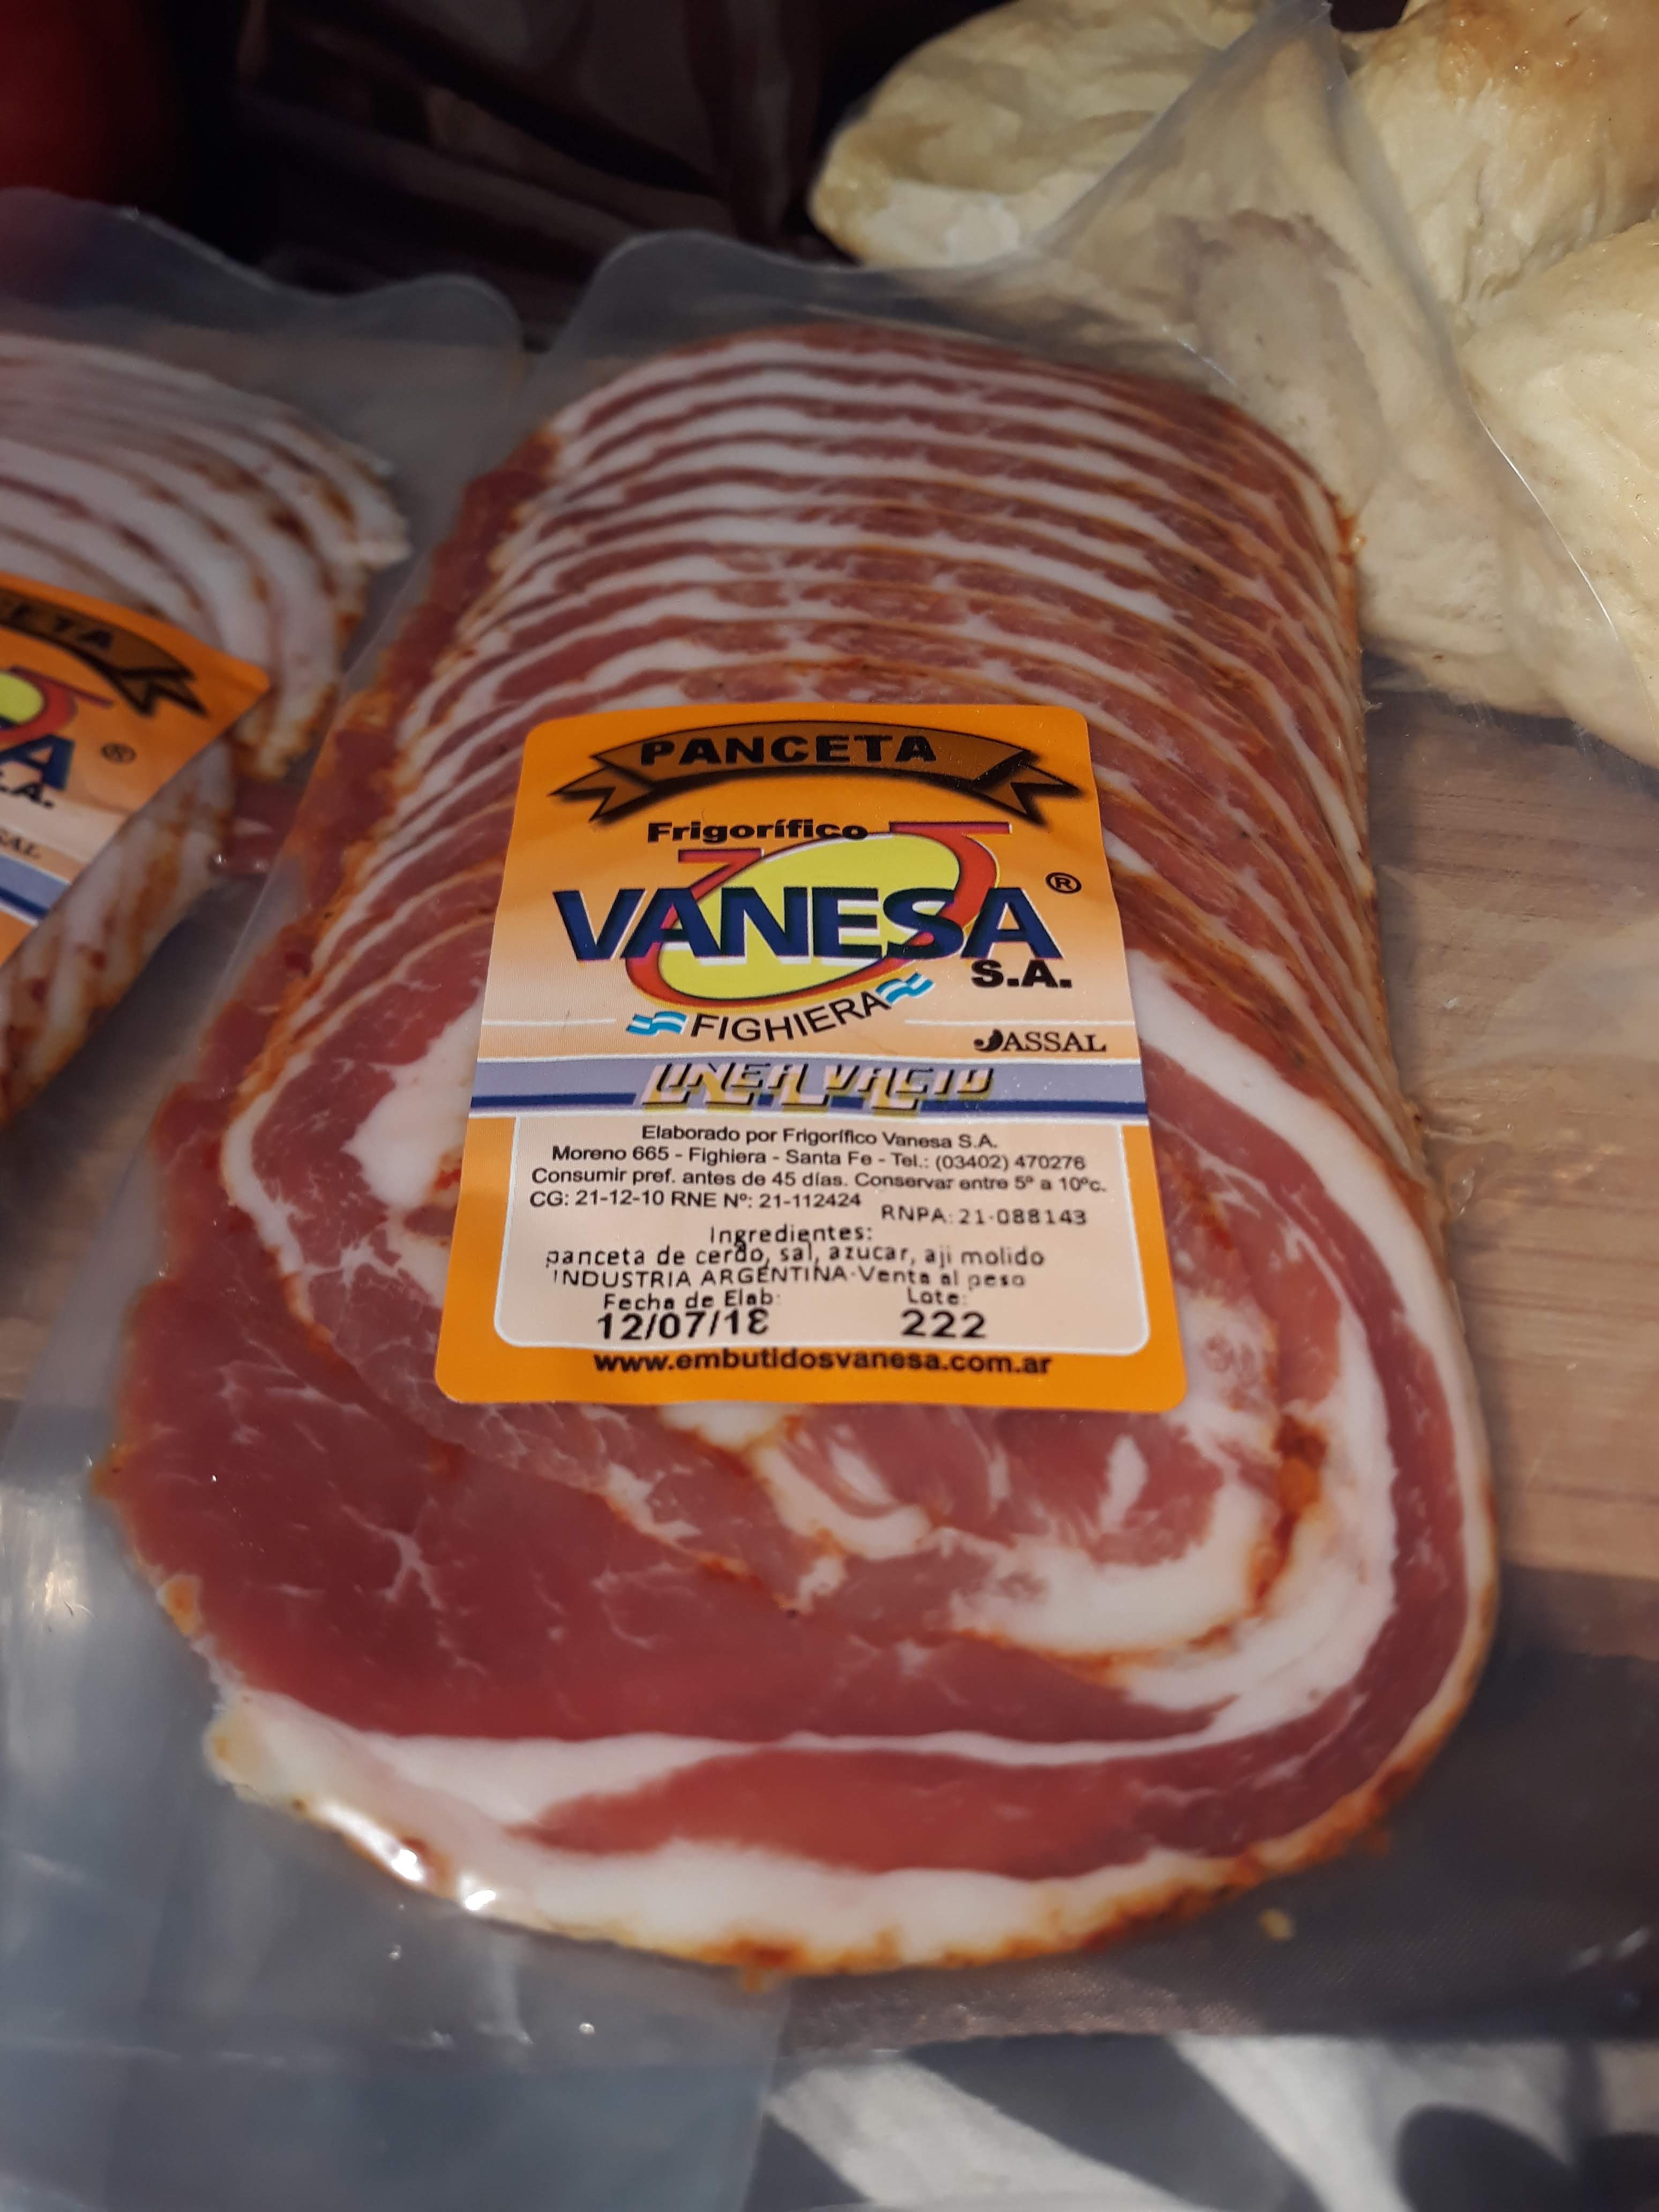 PANCETA
Frigorífico
VANESA ®
S.A.
FIGHIERA
JASSAL
LINEA VACIO
Elaborado por Frigorífico Vanesa S.A.
Moreno 665 - Fighiera - Santa Fe - Tel.: (03402) 470276
Consumir pref. antes de 45 días. Conservar entre 5º a 10ºc.
CG: 21-12-10 RNE Nº: 21-112424
RNPA: 21-088143
Ingredientes:
panceta de cerdo, sal, azucar, aji molido
INDUSTRIA ARGENTINA-Venta al peso
Fecha de Elab: Lote:
12/07/18 222
www.embutidosvanesa.com.ar
ETA
A ®
.A.
SAL